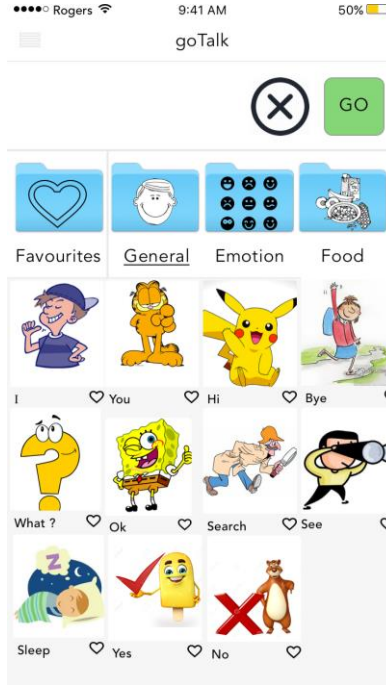 ●●●●○ Rogers 9:41 AM 50%
goTalk
GO
Favourites General Emotion Food
I You Hi Bye
What ? Ok Search See
Sleep Yes No